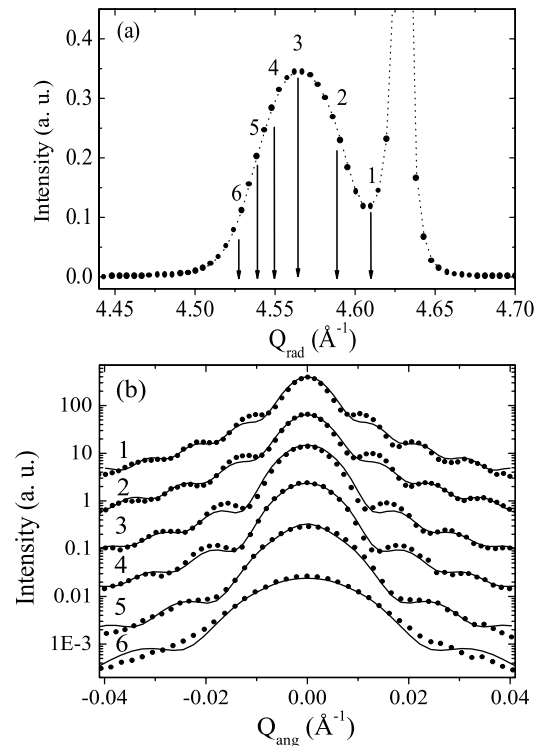 (a)
Intensity (a. u.)
0.4
0.3
0.2
0.1
0.0
3
4
2
5
1
6
4.45 4.50 4.55 4.60 4.65 4.70
Q_rad (Å^-1)
(b)
Intensity (a. u.)
100
10
1
0.1
0.01
1E-3
1
2
3
4
5
6
-0.04 -0.02 0.00 0.02 0.04
Q_ang (Å^-1)